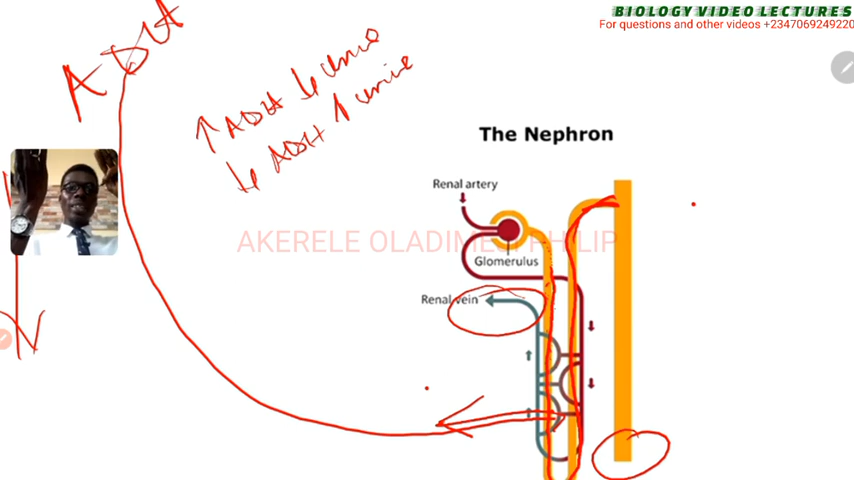 BIOLOGY VIDEO LECTURES
For questions and other videos +2347069249220
ADH
↑ ADH ↓ urine
↓ ADH ↑ urine
The Nephron
Renal artery
AKERELE OLADIMEJI PHILIP
Glomerulus
Renal vein